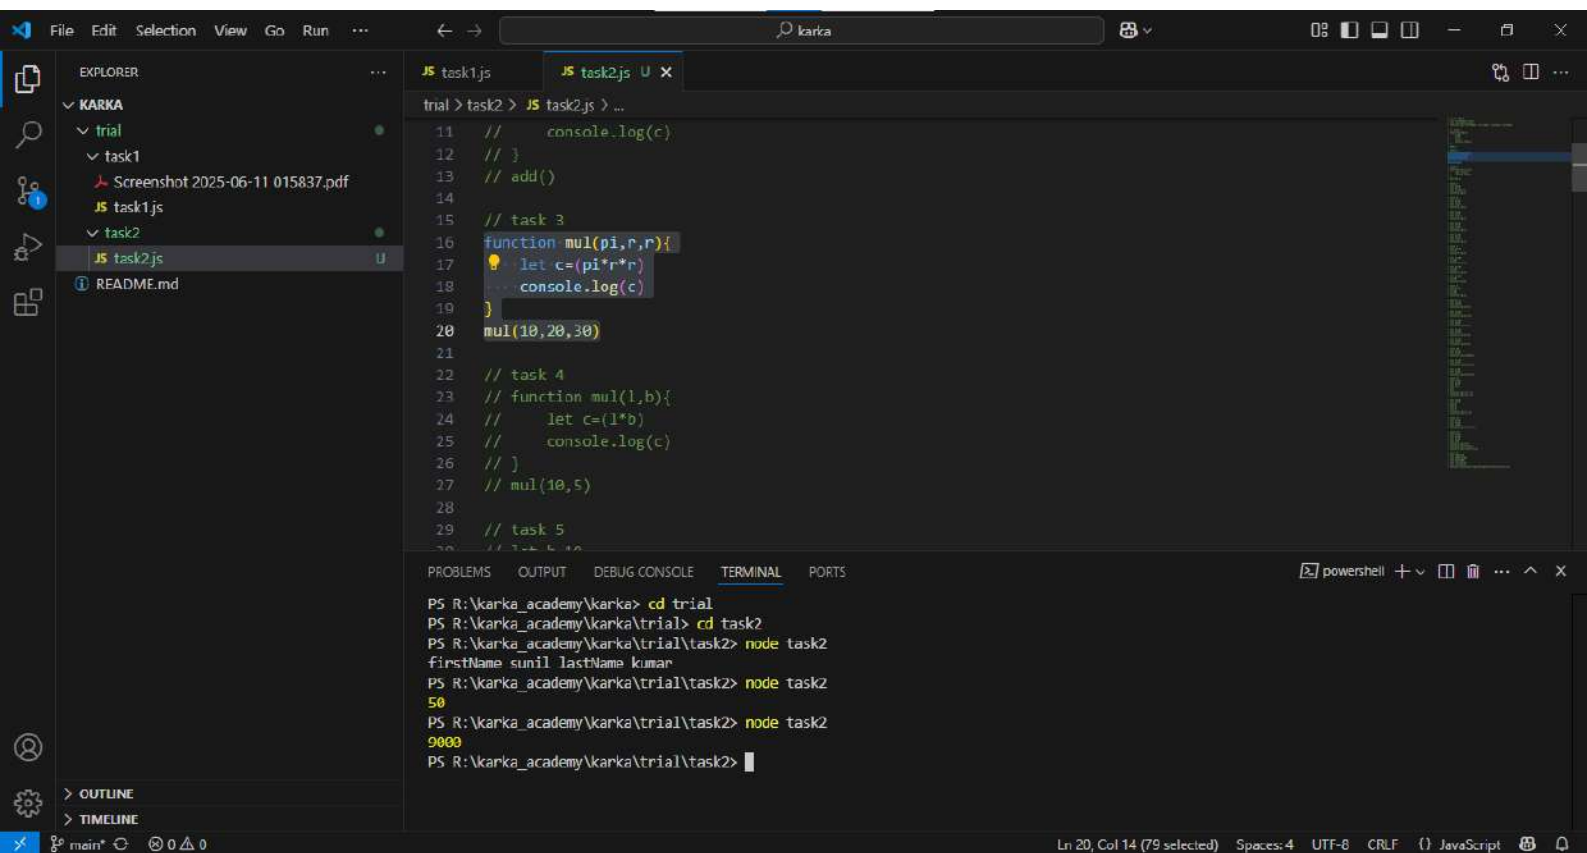 File Edit Selection View Go Run ···
karka
EXPLORER ···
JS task1.js
JS task2.js U
KARKA
trial > task2 > JS task2.js > ...
trial
task1
Screenshot 2025-06-11 015837.pdf
JS task1.js
task2
JS task2.js U
README.md
11 // console.log(c)
12 // }
13 // add()
14
15 // task 3
16 function mul(pi,r,r){
17 let c=(pi*r*r)
18 console.log(c)
19 }
20 mul(10,20,30)
21
22 // task 4
23 // function mul(l,b){
24 // let c=(l*b)
25 // console.log(c)
26 // }
27 // mul(10,5)
28
29 // task 5
PROBLEMS OUTPUT DEBUG CONSOLE TERMINAL PORTS
powershell
PS R:\karka_academy\karka> cd trial
PS R:\karka_academy\karka\trial> cd task2
PS R:\karka_academy\karka\trial\task2> node task2
firstName sunil lastName kumar
PS R:\karka_academy\karka\trial\task2> node task2
50
PS R:\karka_academy\karka\trial\task2> node task2
9000
PS R:\karka_academy\karka\trial\task2>
OUTLINE
TIMELINE
1
main* 0 0
Ln 20, Col 14 (79 selected) Spaces: 4 UTF-8 CRLF {} JavaScript